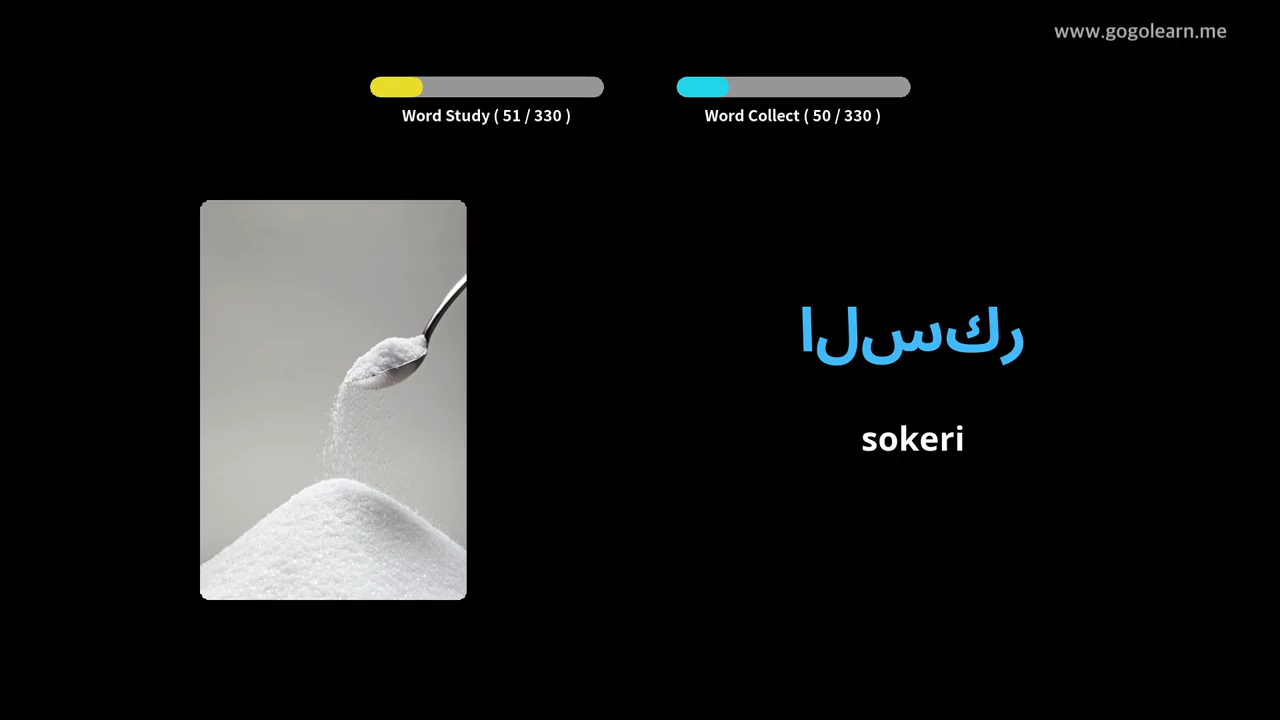 www.gogolearn.me
Word Study ( 51 / 330 )
Word Collect ( 50 / 330 )
السكر
sokeri